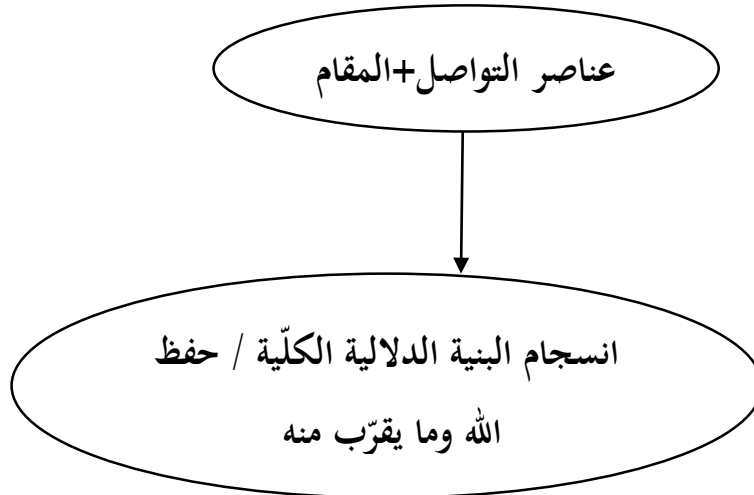 عناصر التواصل+المقام
انسجام البنية الدلالية الكلّية / حفظ
الله وما يقرّب منه